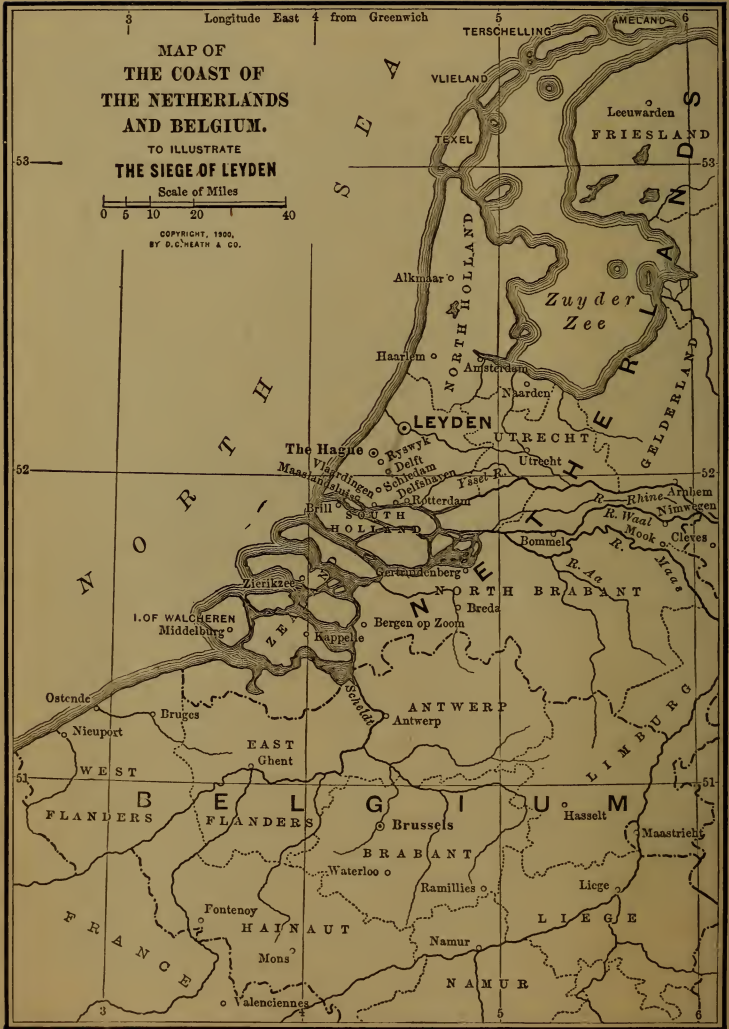 Longitude East 4 from Greenwich
3
6
MAP OF
THE COAST OF
THE NETHERLANDS
AND BELGIUM.
TO ILLUSTRATE
THE SIEGE OF LEYDEN
Scale of Miles
0 5 10 20 40
COPYRIGHT, 1900,
BY D.C. HEATH & CO.
AMELAND
TERSCHELLING
VLIELAND
TEXEL
Leeuwarden
FRIESLAND
53
53
NORTH SEA
NETHERLANDS
NORTH HOLLAND
Alkmaar
Zuyder
Zee
Haarlem
Amsterdam
Naarden
GELDERLAND
LEYDEN
UTRECHT
Utrecht
The Hague
Ryswyk
Delft
Schiedam
Delfshaven
Vlaardingen
Maaslandsluis
Rotterdam
Yssel R.
52
52
Brill
SOUTH
HOLLAND
R. Rhine
Arnhem
Nimwegen
R. Waal
Mook
Cleves
Bommel
R. Maas
R. Aa
Gertruidenberg
NORTH BRABANT
Breda
Zierikzee
ZEALAND
I. OF WALCHEREN
Middelburg
Kappelle
Bergen op Zoom
Scheldt
Ostende
Bruges
Nieuport
ANTWERP
Antwerp
LIMBURG
EAST
Ghent
WEST
51
51
BELGIUM
FLANDERS
FLANDERS
Brussels
Hasselt
Maastricht
BRABANT
Waterloo
Ramillies
Liege
LIEGE
Fontenoy
HAINAUT
FRANCE
Mons
Namur
NAMUR
Valenciennes
3
4
5
6